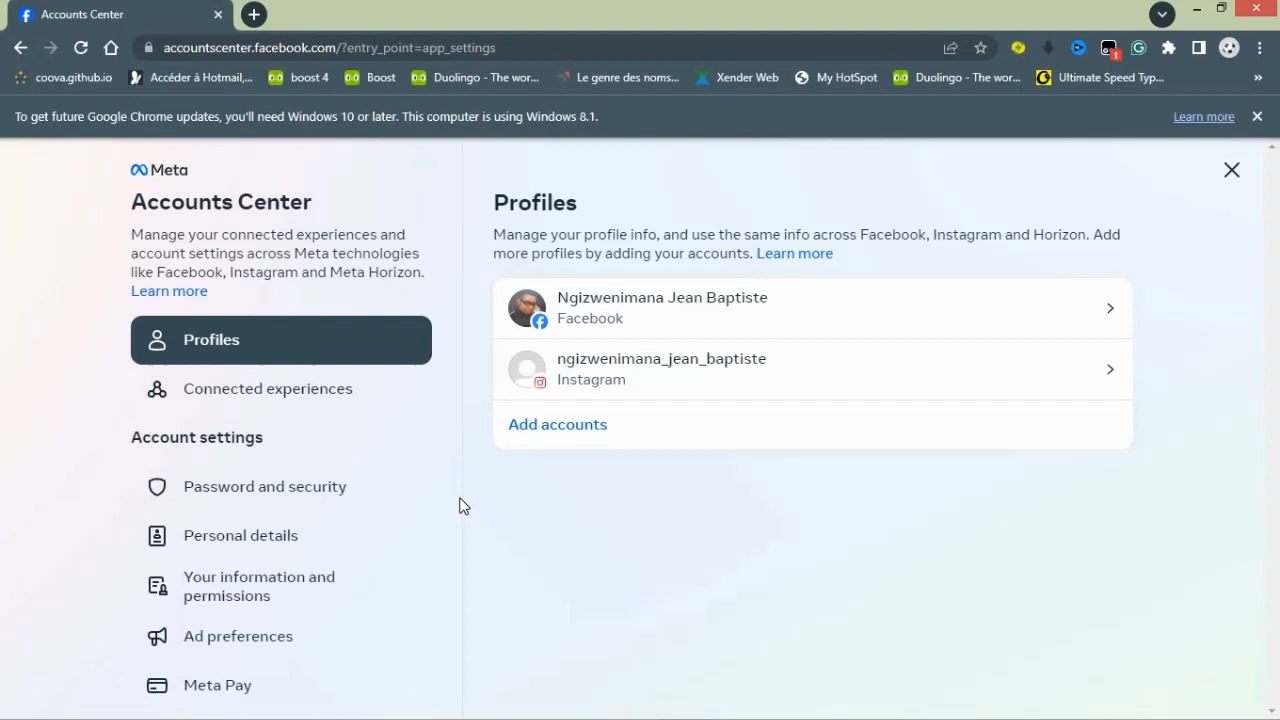 Accounts Center
accountscenter.facebook.com/?entry_point=app_settings
coova.github.io
Accéder à Hotmail,...
boost 4
Boost
Duolingo - The wor...
Le genre des noms...
Xender Web
My HotSpot
Duolingo - The wor...
Ultimate Speed Typ...
»
To get future Google Chrome updates, you'll need Windows 10 or later. This computer is using Windows 8.1.
Learn more
Meta
Accounts Center
Manage your connected experiences and
account settings across Meta technologies
like Facebook, Instagram and Meta Horizon.
Learn more
Profiles
Connected experiences
Account settings
Password and security
Personal details
Your information and
permissions
Ad preferences
Meta Pay
Profiles
Manage your profile info, and use the same info across Facebook, Instagram and Horizon. Add
more profiles by adding your accounts. Learn more
Ngizwenimana Jean Baptiste
Facebook
ngizwenimana_jean_baptiste
Instagram
Add accounts
1